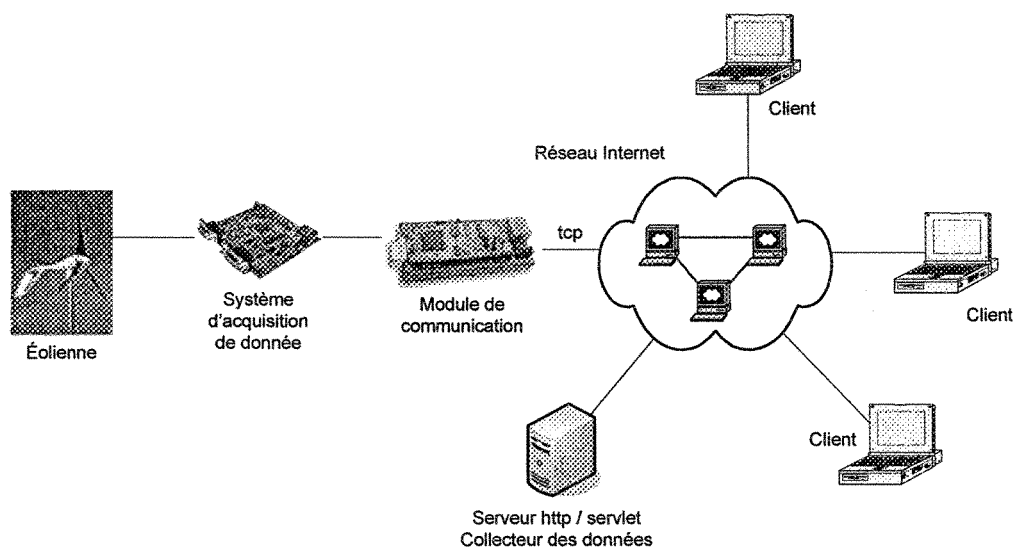 Client
Réseau Internet
tcp
Client
Éolienne
Système
d'acquisition
de donnée
Module de
communication
Client
Serveur http / servlet
Collecteur des données